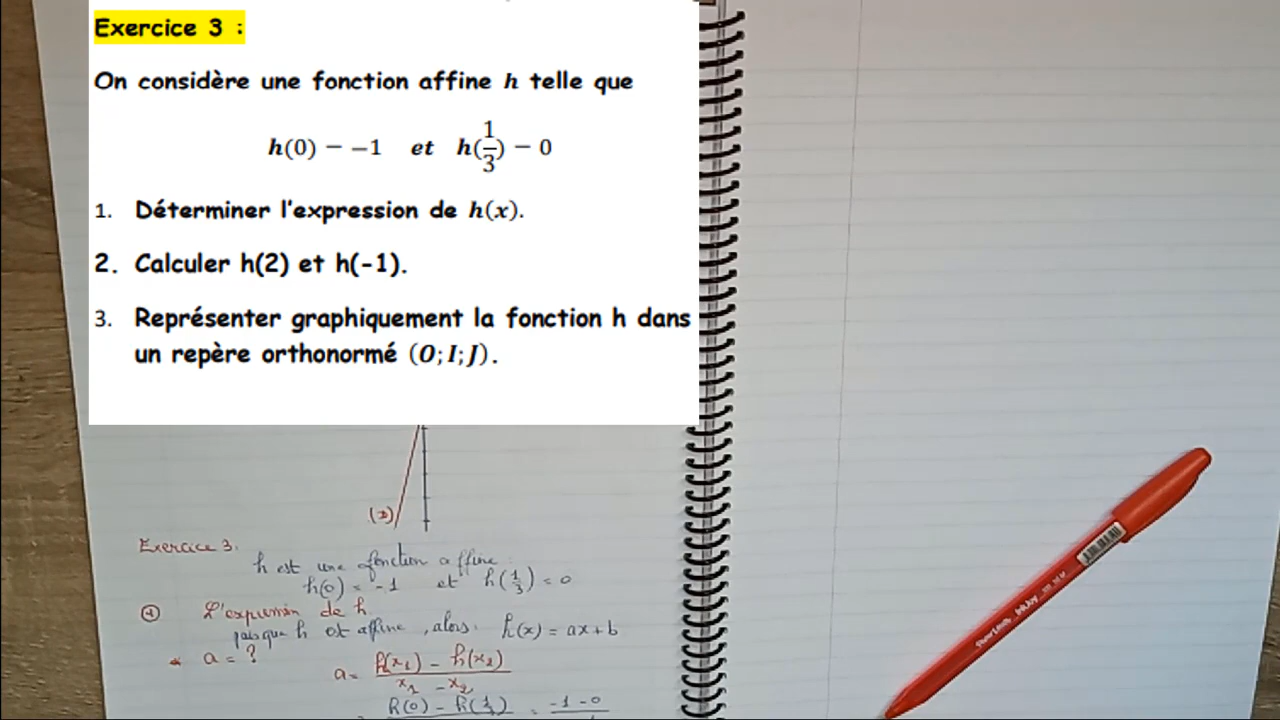 Exercice 3 :
On considère une fonction affine h telle que
h(0) − −1 et h(1/3) − 0
1. Déterminer l'expression de h(x).
2. Calculer h(2) et h(-1).
3. Représenter graphiquement la fonction h dans
un repère orthonormé (O; I; J).
(D)
Exercice 3.
h est une fonction affine :
h(0) = -1 et h(1/3) = 0
① L'expression de h.
puisque h est affine, alors. h(x) = ax+b
* a = ?
a = (h(x₁) - h(x₂))/(x₁ - x₂)
h(0) - h(1/ = -1 - 0